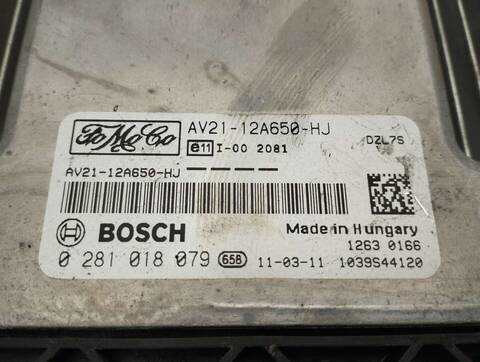 FoMoCo AV21-12A650-HJ
e11 I-00 2081 DZL7S
AV21-12A650-HJ ————
BOSCH Made in Hungary
1263 0166
0 281 018 079 658 11-03-11 1039S44120